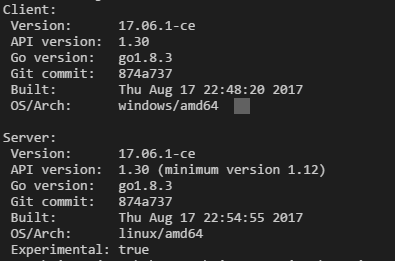 Client:
Version: 17.06.1-ce
API version: 1.30
Go version: go1.8.3
Git commit: 874a737
Built: Thu Aug 17 22:48:20 2017
OS/Arch: windows/amd64
Server:
Version: 17.06.1-ce
API version: 1.30 (minimum version 1.12)
Go version: go1.8.3
Git commit: 874a737
Built: Thu Aug 17 22:54:55 2017
OS/Arch: linux/amd64
Experimental: true